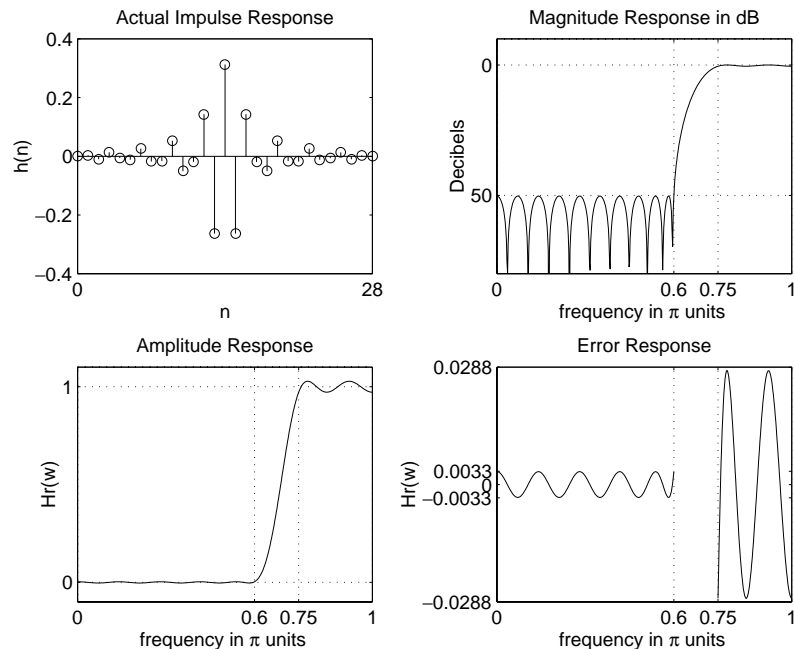 Actual Impulse Response
0.4
0.2
0
−0.2
−0.4
h(n)
0
28
n
Magnitude Response in dB
0
50
Decibels
0
0.6
0.75
1
frequency in π units
Amplitude Response
1
0
Hr(w)
0
0.6
0.75
1
frequency in π units
Error Response
0.0288
0.0033
0
−0.0033
−0.0288
Hr(w)
0
0.6
0.75
1
frequency in π units